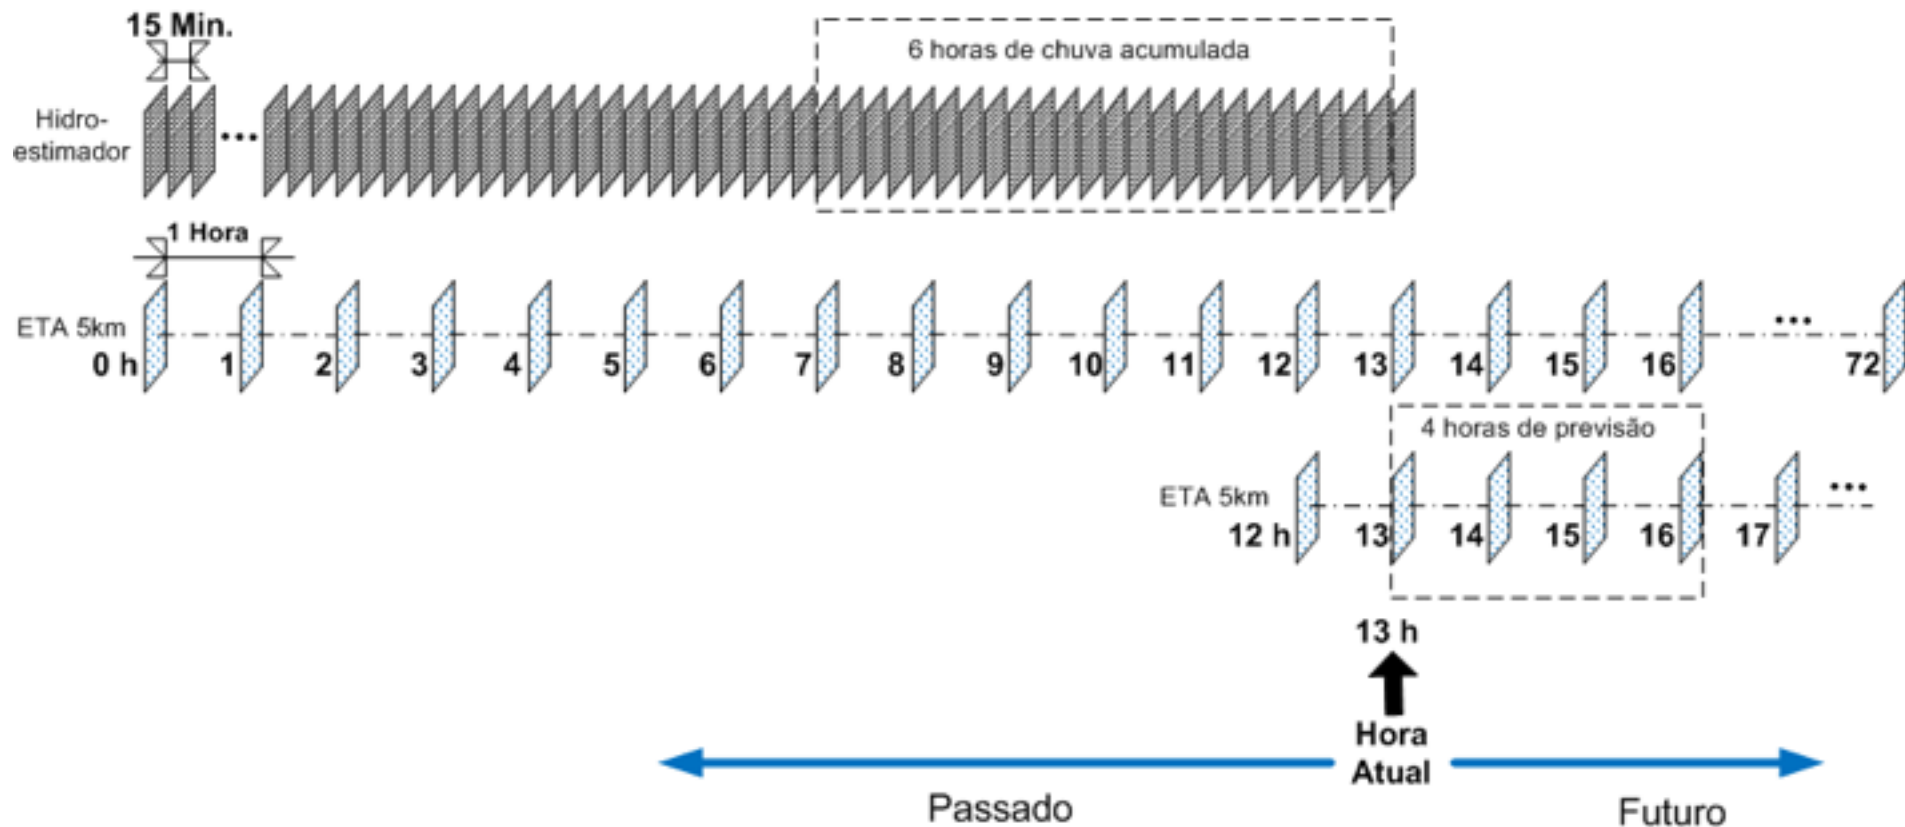 15 Min.
6 horas de chuva acumulada
Hidro-
estimador
...
1 Hora
ETA 5km
0 h 1 2 3 4 5 6 7 8 9 10 11 12 13 14 15 16 ... 72
4 horas de previsão
ETA 5km
12 h 13 14 15 16 17 ...
13 h
Hora
Atual
Passado
Futuro